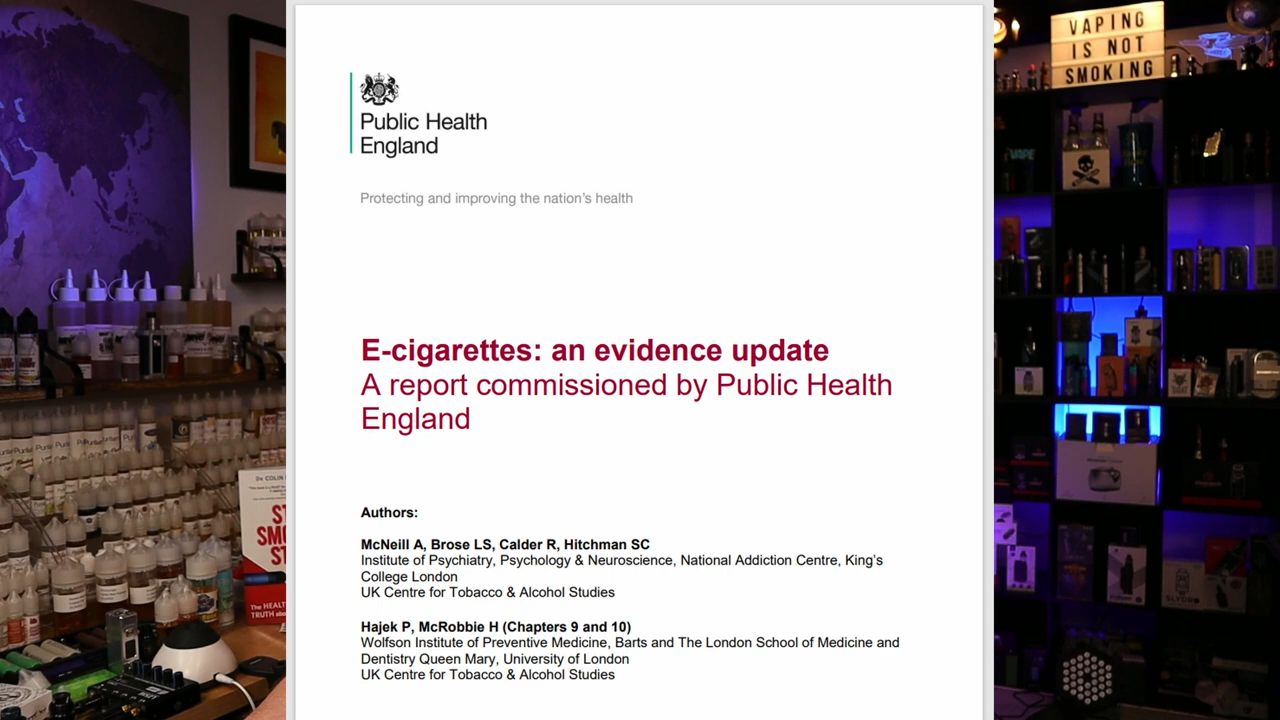 VAPING
IS NOT
SMOKING
Public Health
England
Protecting and improving the nation's health
E-cigarettes: an evidence update
A report commissioned by Public Health
England
Authors:
McNeill A, Brose LS, Calder R, Hitchman SC
Institute of Psychiatry, Psychology & Neuroscience, National Addiction Centre, King's
College London
UK Centre for Tobacco & Alcohol Studies
Hajek P, McRobbie H (Chapters 9 and 10)
Wolfson Institute of Preventive Medicine, Barts and The London School of Medicine and
Dentistry Queen Mary, University of London
UK Centre for Tobacco & Alcohol Studies